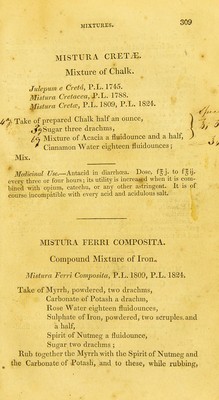 MIXTURES.
309
MISTURA CRETÆ.
Mixture of Chalk.
Julepum e Cretâ, P.L. 1745.
Mistura Cretacea, P.L. 1788.
Mistura Cretæ, P.L. 1809, P.L. 1824.
Take of prepared Chalk half an ounce,
Sugar three drachms,
Mixture of Acacia a fluidounce and a half,
Cinnamon Water eighteen fluidounces;
Mix.
Medicinal Use.—Antacid in diarrhœa. Dose, f℥j. to f℥ij.
every three or four hours; its utility is increased when it is com-
bined with opium, catechu, or any other astringent. It is of
course incompatible with every acid and acidulous salt.
MISTURA FERRI COMPOSITA.
Compound Mixture of Iron.
Mistura Ferri Composita, P.L. 1809, P.L. 1824.
Take of Myrrh, powdered, two drachms,
Carbonate of Potash a drachm,
Rose Water eighteen fluidounces,
Sulphate of Iron, powdered, two scruples and
a half,
Spirit of Nutmeg a fluidounce,
Sugar two drachms;
Rub together the Myrrh with the Spirit of Nutmeg and
the Carbonate of Potash, and to these, while rubbing,